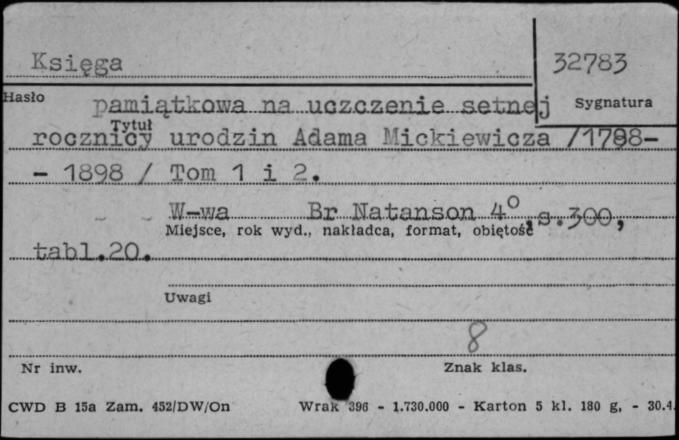 Księga
32783
Hasło
pamiątkowa na uczczenie setnej
Sygnatura
Tytuł
rocznicy urodzin Adama Mickiewicza /1798-
- 1898 / Tom 1 i 2.
W-wa Br Natanson 4°, s.300,
Miejsce, rok wyd., nakładca, format, objętość
tabl.20.
Uwagi
8
Nr inw.
Znak klas.
CWD B 15a Zam. 452/DW/On Wrak 396 - 1.730.000 - Karton 5 kl. 180 g, - 30.4.